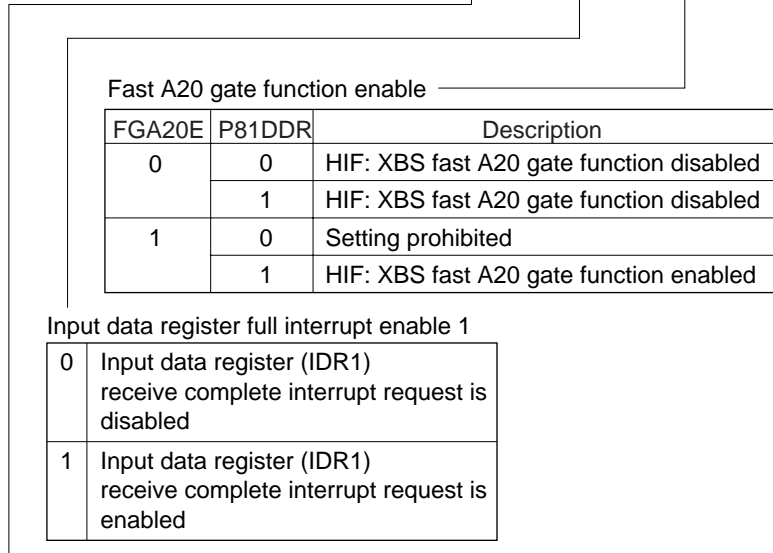 Fast A20 gate function enable
FGA20E P81DDR Description
0 0 HIF: XBS fast A20 gate function disabled
1 HIF: XBS fast A20 gate function disabled
1 0 Setting prohibited
1 HIF: XBS fast A20 gate function enabled
Input data register full interrupt enable 1
0 Input data register (IDR1)
receive complete interrupt request is
disabled
1 Input data register (IDR1)
receive complete interrupt request is
enabled